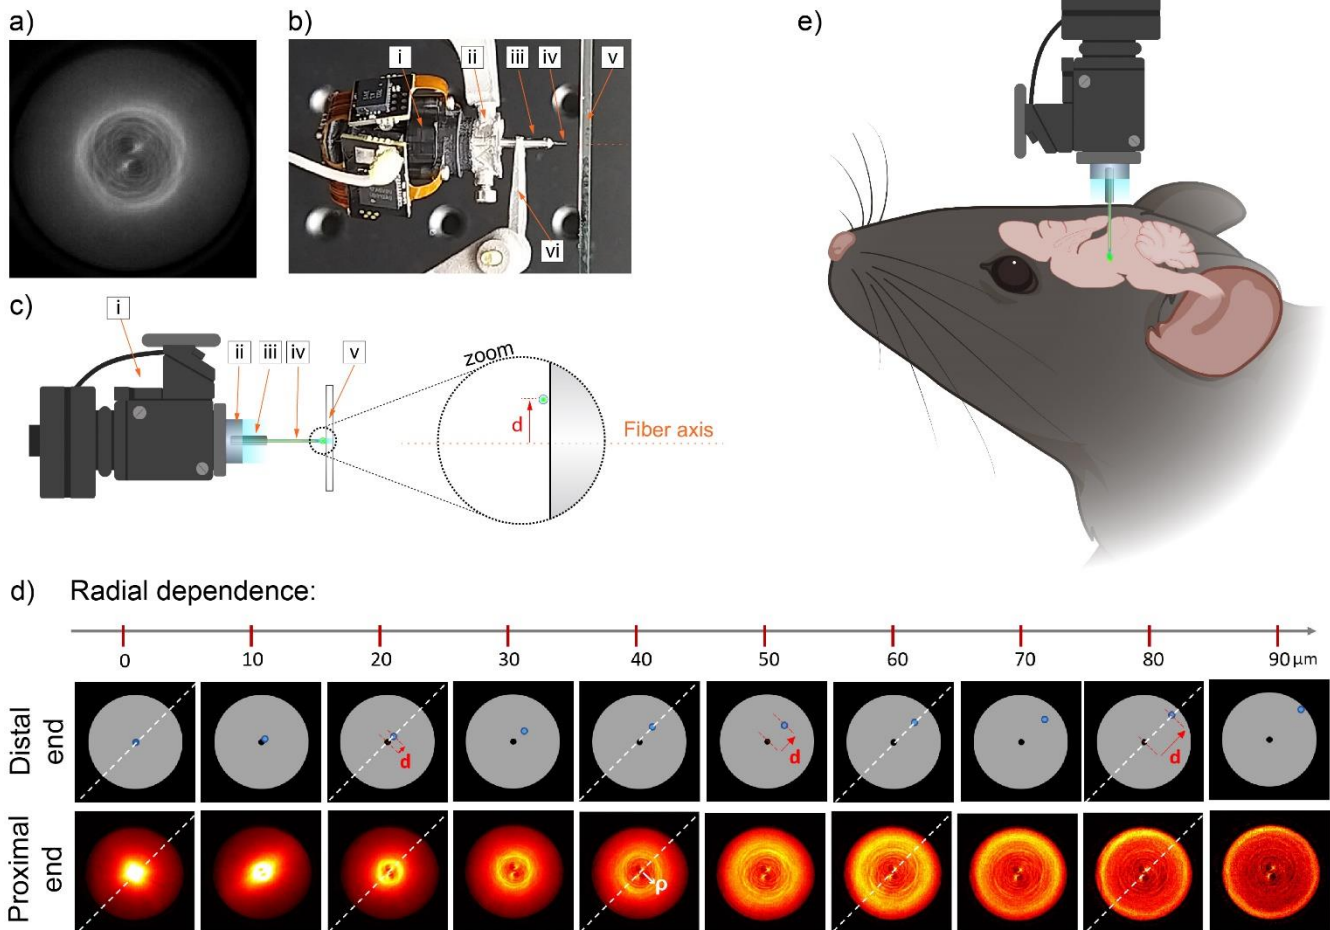 a)
b)
i
ii
iii
iv
v
vi
e)
c)
i
ii
iii
iv
v
zoom
d
Fiber axis
d) Radial dependence:
0 10 20 30 40 50 60 70 80 90 µm
Distal end
d
d
d
Proximal end
ρ